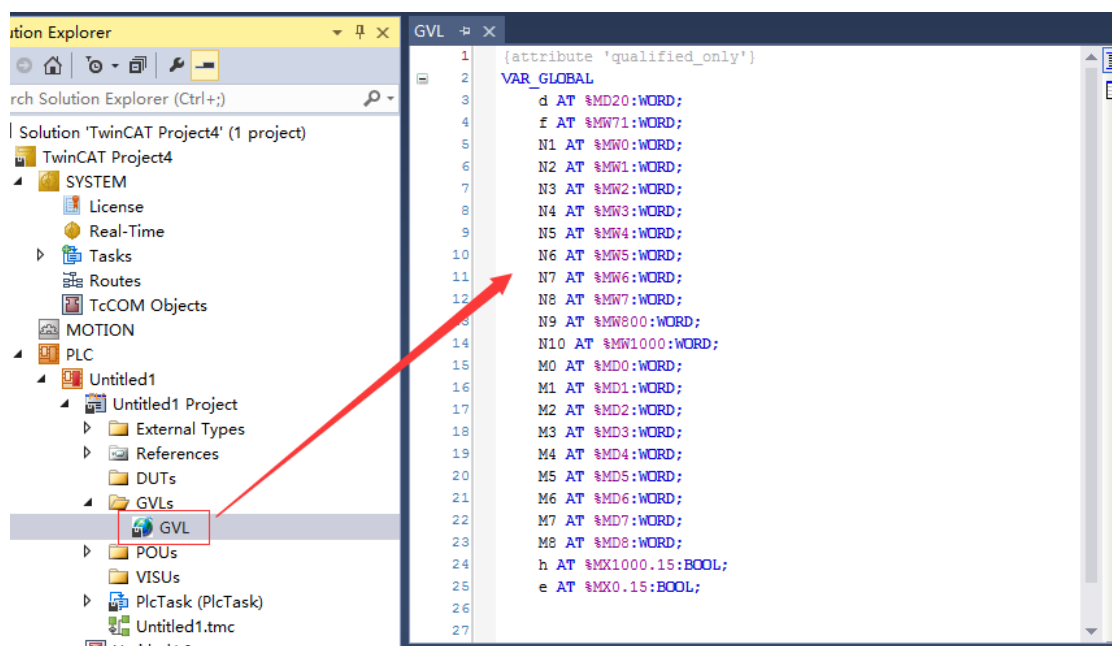 ution Explorer
rch Solution Explorer (Ctrl+;)
Solution 'TwinCAT Project4' (1 project)
TwinCAT Project4
SYSTEM
License
Real-Time
Tasks
Routes
TcCOM Objects
MOTION
PLC
Untitled1
Untitled1 Project
External Types
References
DUTs
GVLs
GVL
POUs
VISUs
PlcTask (PlcTask)
Untitled1.tmc
GVL
1 {attribute 'qualified_only'}
2 VAR_GLOBAL
3 d AT %MD20:WORD;
4 f AT %MW71:WORD;
5 N1 AT %MW0:WORD;
6 N2 AT %MW1:WORD;
7 N3 AT %MW2:WORD;
8 N4 AT %MW3:WORD;
9 N5 AT %MW4:WORD;
10 N6 AT %MW5:WORD;
11 N7 AT %MW6:WORD;
12 N8 AT %MW7:WORD;
13 N9 AT %MW800:WORD;
14 N10 AT %MW1000:WORD;
15 M0 AT %MD0:WORD;
16 M1 AT %MD1:WORD;
17 M2 AT %MD2:WORD;
18 M3 AT %MD3:WORD;
19 M4 AT %MD4:WORD;
20 M5 AT %MD5:WORD;
21 M6 AT %MD6:WORD;
22 M7 AT %MD7:WORD;
23 M8 AT %MD8:WORD;
24 h AT %MX1000.15:BOOL;
25 e AT %MX0.15:BOOL;
26
27